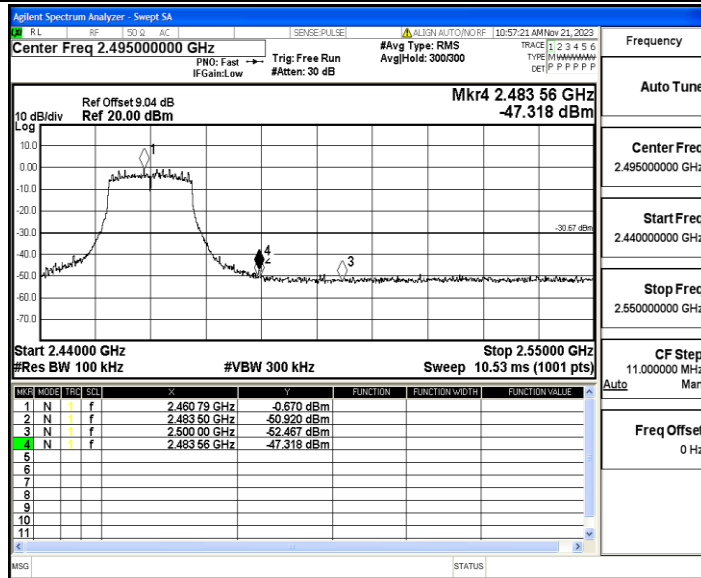 Agilent Spectrum Analyzer - Swept SA
RL RF 50 Ω AC SENSE:PULSE ALIGN AUTO/NO RF 10:57:21 AM Nov 21, 2023
Center Freq 2.495000000 GHz
#Avg Type: RMS
TRACE 1 2 3 4 5 6
PNO: Fast Trig: Free Run Avg|Hold: 300/300
TYPE M WWWWW
IFGain:Low #Atten: 30 dB
DET P P P P P P
Mkr4 2.483 56 GHz
-47.318 dBm
Ref Offset 9.04 dB
10 dB/div Ref 20.00 dBm
Log
10.0
0.00
-10.0
-20.0
-30.0
-40.0
-50.0
-60.0
-70.0
1
-30.67 dBm
4
2
3
Start 2.44000 GHz Stop 2.55000 GHz
#Res BW 100 kHz #VBW 300 kHz Sweep 10.53 ms (1001 pts)
MKR MODE TRC SCL X Y FUNCTION FUNCTION WIDTH FUNCTION VALUE
1 N 1 f 2.460 79 GHz -0.670 dBm
2 N 1 f 2.483 50 GHz -50.920 dBm
3 N 1 f 2.500 00 GHz -52.467 dBm
4 N 1 f 2.483 56 GHz -47.318 dBm
5
6
7
8
9
10
11
MSG STATUS
Frequency
Auto Tune
Center Freq
2.495000000 GHz
Start Freq
2.440000000 GHz
Stop Freq
2.550000000 GHz
CF Step
11.000000 MHz
Auto Man
Freq Offset
0 Hz